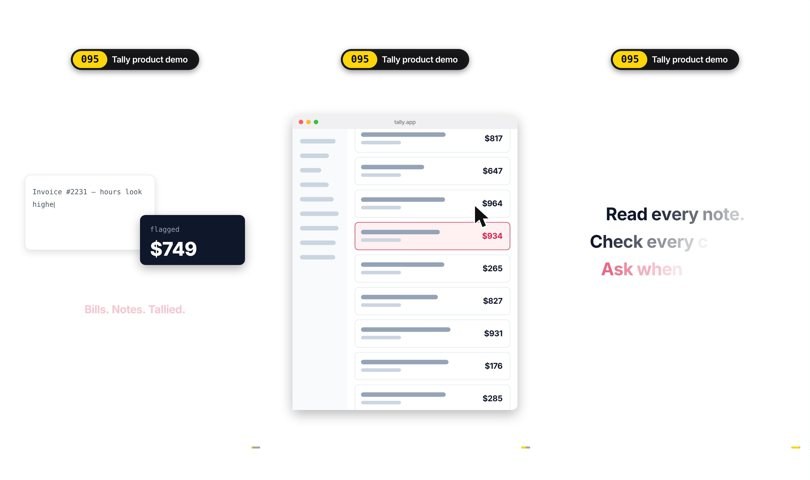 095 Tally product demo
Invoice #2231 — hours look
highe
flagged
$749
Bills. Notes. Tallied.
095 Tally product demo
tally.app
$817
$647
$964
$934
$265
$827
$931
$176
$285
095 Tally product demo
Read every note.
Check every c
Ask when